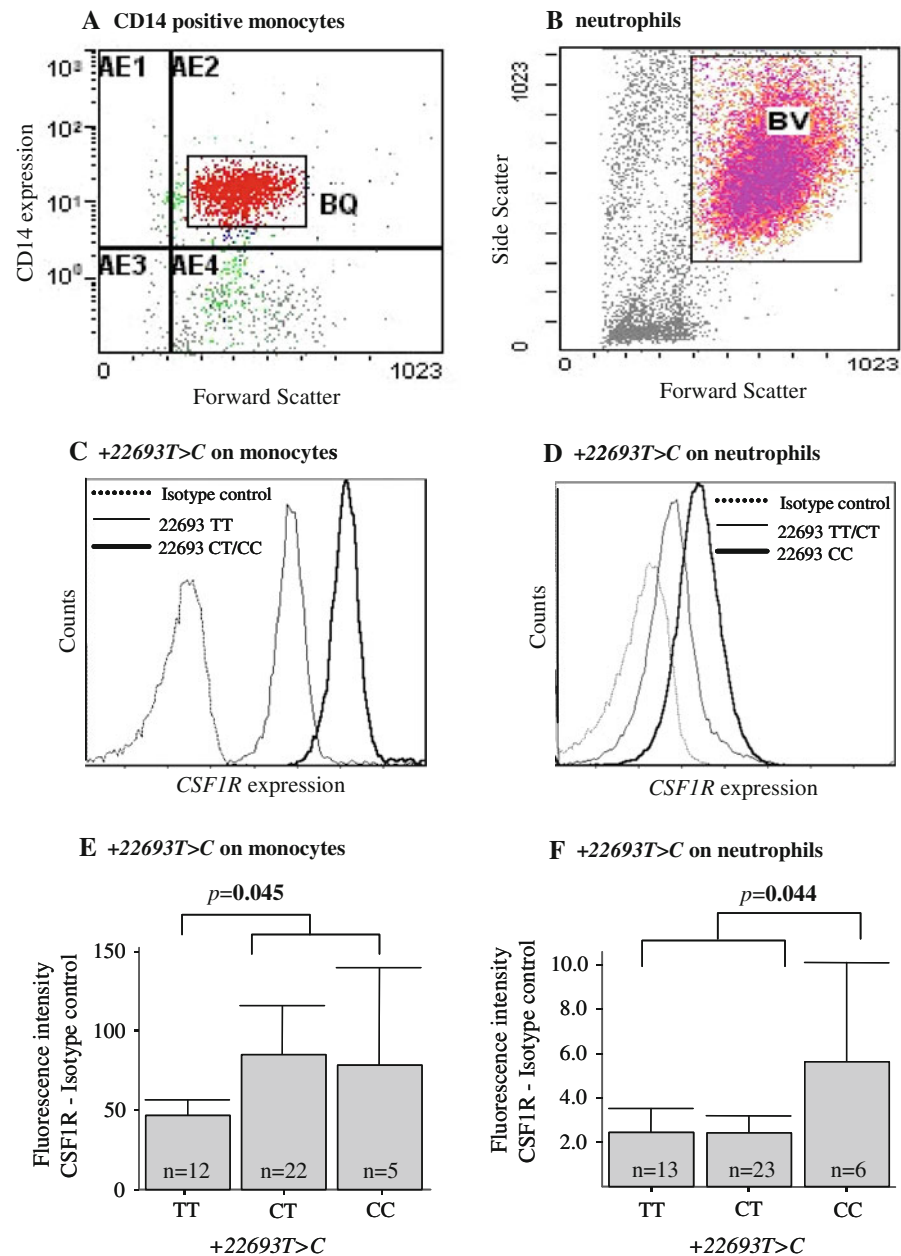 A CD14 positive monocytes
10³
10²
10¹
10⁰
CD14 expression
AE1
AE2
BQ
AE3
AE4
0
1023
Forward Scatter
B neutrophils
1023
0
Side Scatter
BV
0
1023
Forward Scatter
C +22693T>C on monocytes
Isotype control
22693 TT
22693 CT/CC
Counts
CSF1R expression
D +22693T>C on neutrophils
Isotype control
22693 TT/CT
22693 CC
Counts
CSF1R expression
E +22693T>C on monocytes
p=0.045
Fluorescence intensity
CSF1R - Isotype control
150
100
50
0
n=12
n=22
n=5
TT
CT
CC
+22693T>C
F +22693T>C on neutrophils
p=0.044
Fluorescence intensity
CSF1R - Isotype control
10.0
8.0
6.0
4.0
2.0
n=13
n=23
n=6
TT
CT
CC
+22693T>C